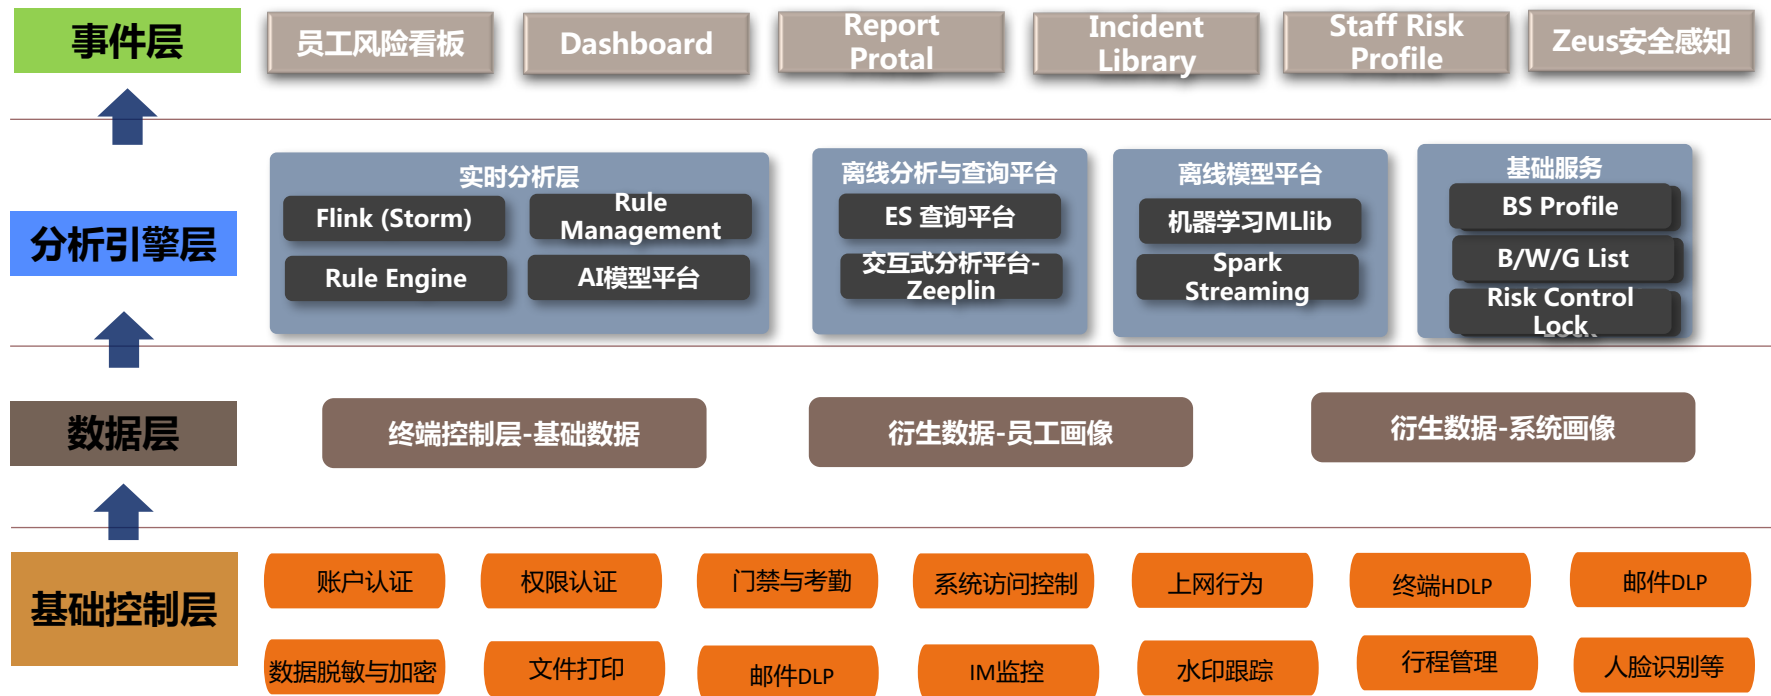 事件层
员工风险看板
Dashboard
Report
Protal
Incident
Library
Staff Risk
Profile
Zeus安全感知
分析引擎层
实时分析层
Flink (Storm)
Rule
Management
Rule Engine
AI模型平台
离线分析与查询平台
ES 查询平台
交互式分析平台-
Zeeplin
离线模型平台
机器学习MLlib
Spark
Streaming
基础服务
BS Profile
B/W/G List
Risk Control
Lock
数据层
终端控制层-基础数据
衍生数据-员工画像
衍生数据-系统画像
基础控制层
账户认证
权限认证
门禁与考勤
系统访问控制
上网行为
终端HDLP
邮件DLP
数据脱敏与加密
文件打印
邮件DLP
IM监控
水印跟踪
行程管理
人脸识别等